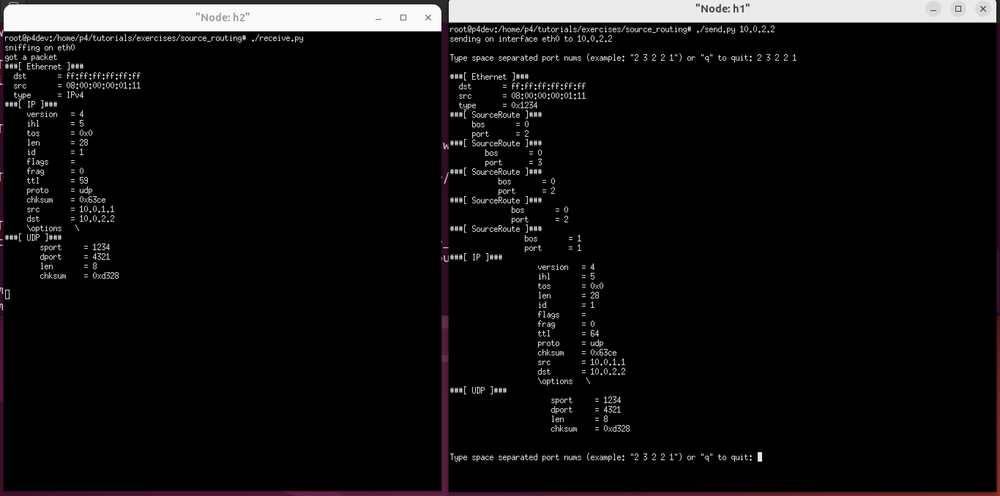 "Node: h2"
root@p4dev:/home/p4/tutorials/exercises/source_routing# ./receive.py
sniffing on eth0
got a packet
###[ Ethernet ]###
  dst       = ff:ff:ff:ff:ff:ff
  src       = 08:00:00:00:01:11
  type      = IPv4
###[ IP ]###
     version   = 4
     ihl       = 5
     tos       = 0x0
     len       = 28
     id        = 1
     flags     =
     frag      = 0
     ttl       = 59
     proto     = udp
     chksum    = 0x63ce
     src       = 10.0.1.1
     dst       = 10.0.2.2
     \options   \
###[ UDP ]###
        sport     = 1234
        dport     = 4321
        len       = 8
        chksum    = 0xd328
"Node: h1"
root@p4dev:/home/p4/tutorials/exercises/source_routing# ./send.py 10.0.2.2
sending on interface eth0 to 10.0.2.2
Type space separated port nums (example: "2 3 2 2 1") or "q" to quit: 2 3 2 2 1
###[ Ethernet ]###
  dst       = ff:ff:ff:ff:ff:ff
  src       = 08:00:00:00:01:11
  type      = 0x1234
###[ SourceRoute ]###
     bos       = 0
     port      = 2
###[ SourceRoute ]###
        bos       = 0
        port      = 3
###[ SourceRoute ]###
           bos       = 0
           port      = 2
###[ SourceRoute ]###
              bos       = 0
              port      = 2
###[ SourceRoute ]###
                 bos       = 1
                 port      = 1
###[ IP ]###
                    version   = 4
                    ihl       = 5
                    tos       = 0x0
                    len       = 28
                    id        = 1
                    flags     =
                    frag      = 0
                    ttl       = 64
                    proto     = udp
                    chksum    = 0x63ce
                    src       = 10.0.1.1
                    dst       = 10.0.2.2
                    \options   \
###[ UDP ]###
                       sport     = 1234
                       dport     = 4321
                       len       = 8
                       chksum    = 0xd328
Type space separated port nums (example: "2 3 2 2 1") or "q" to quit: